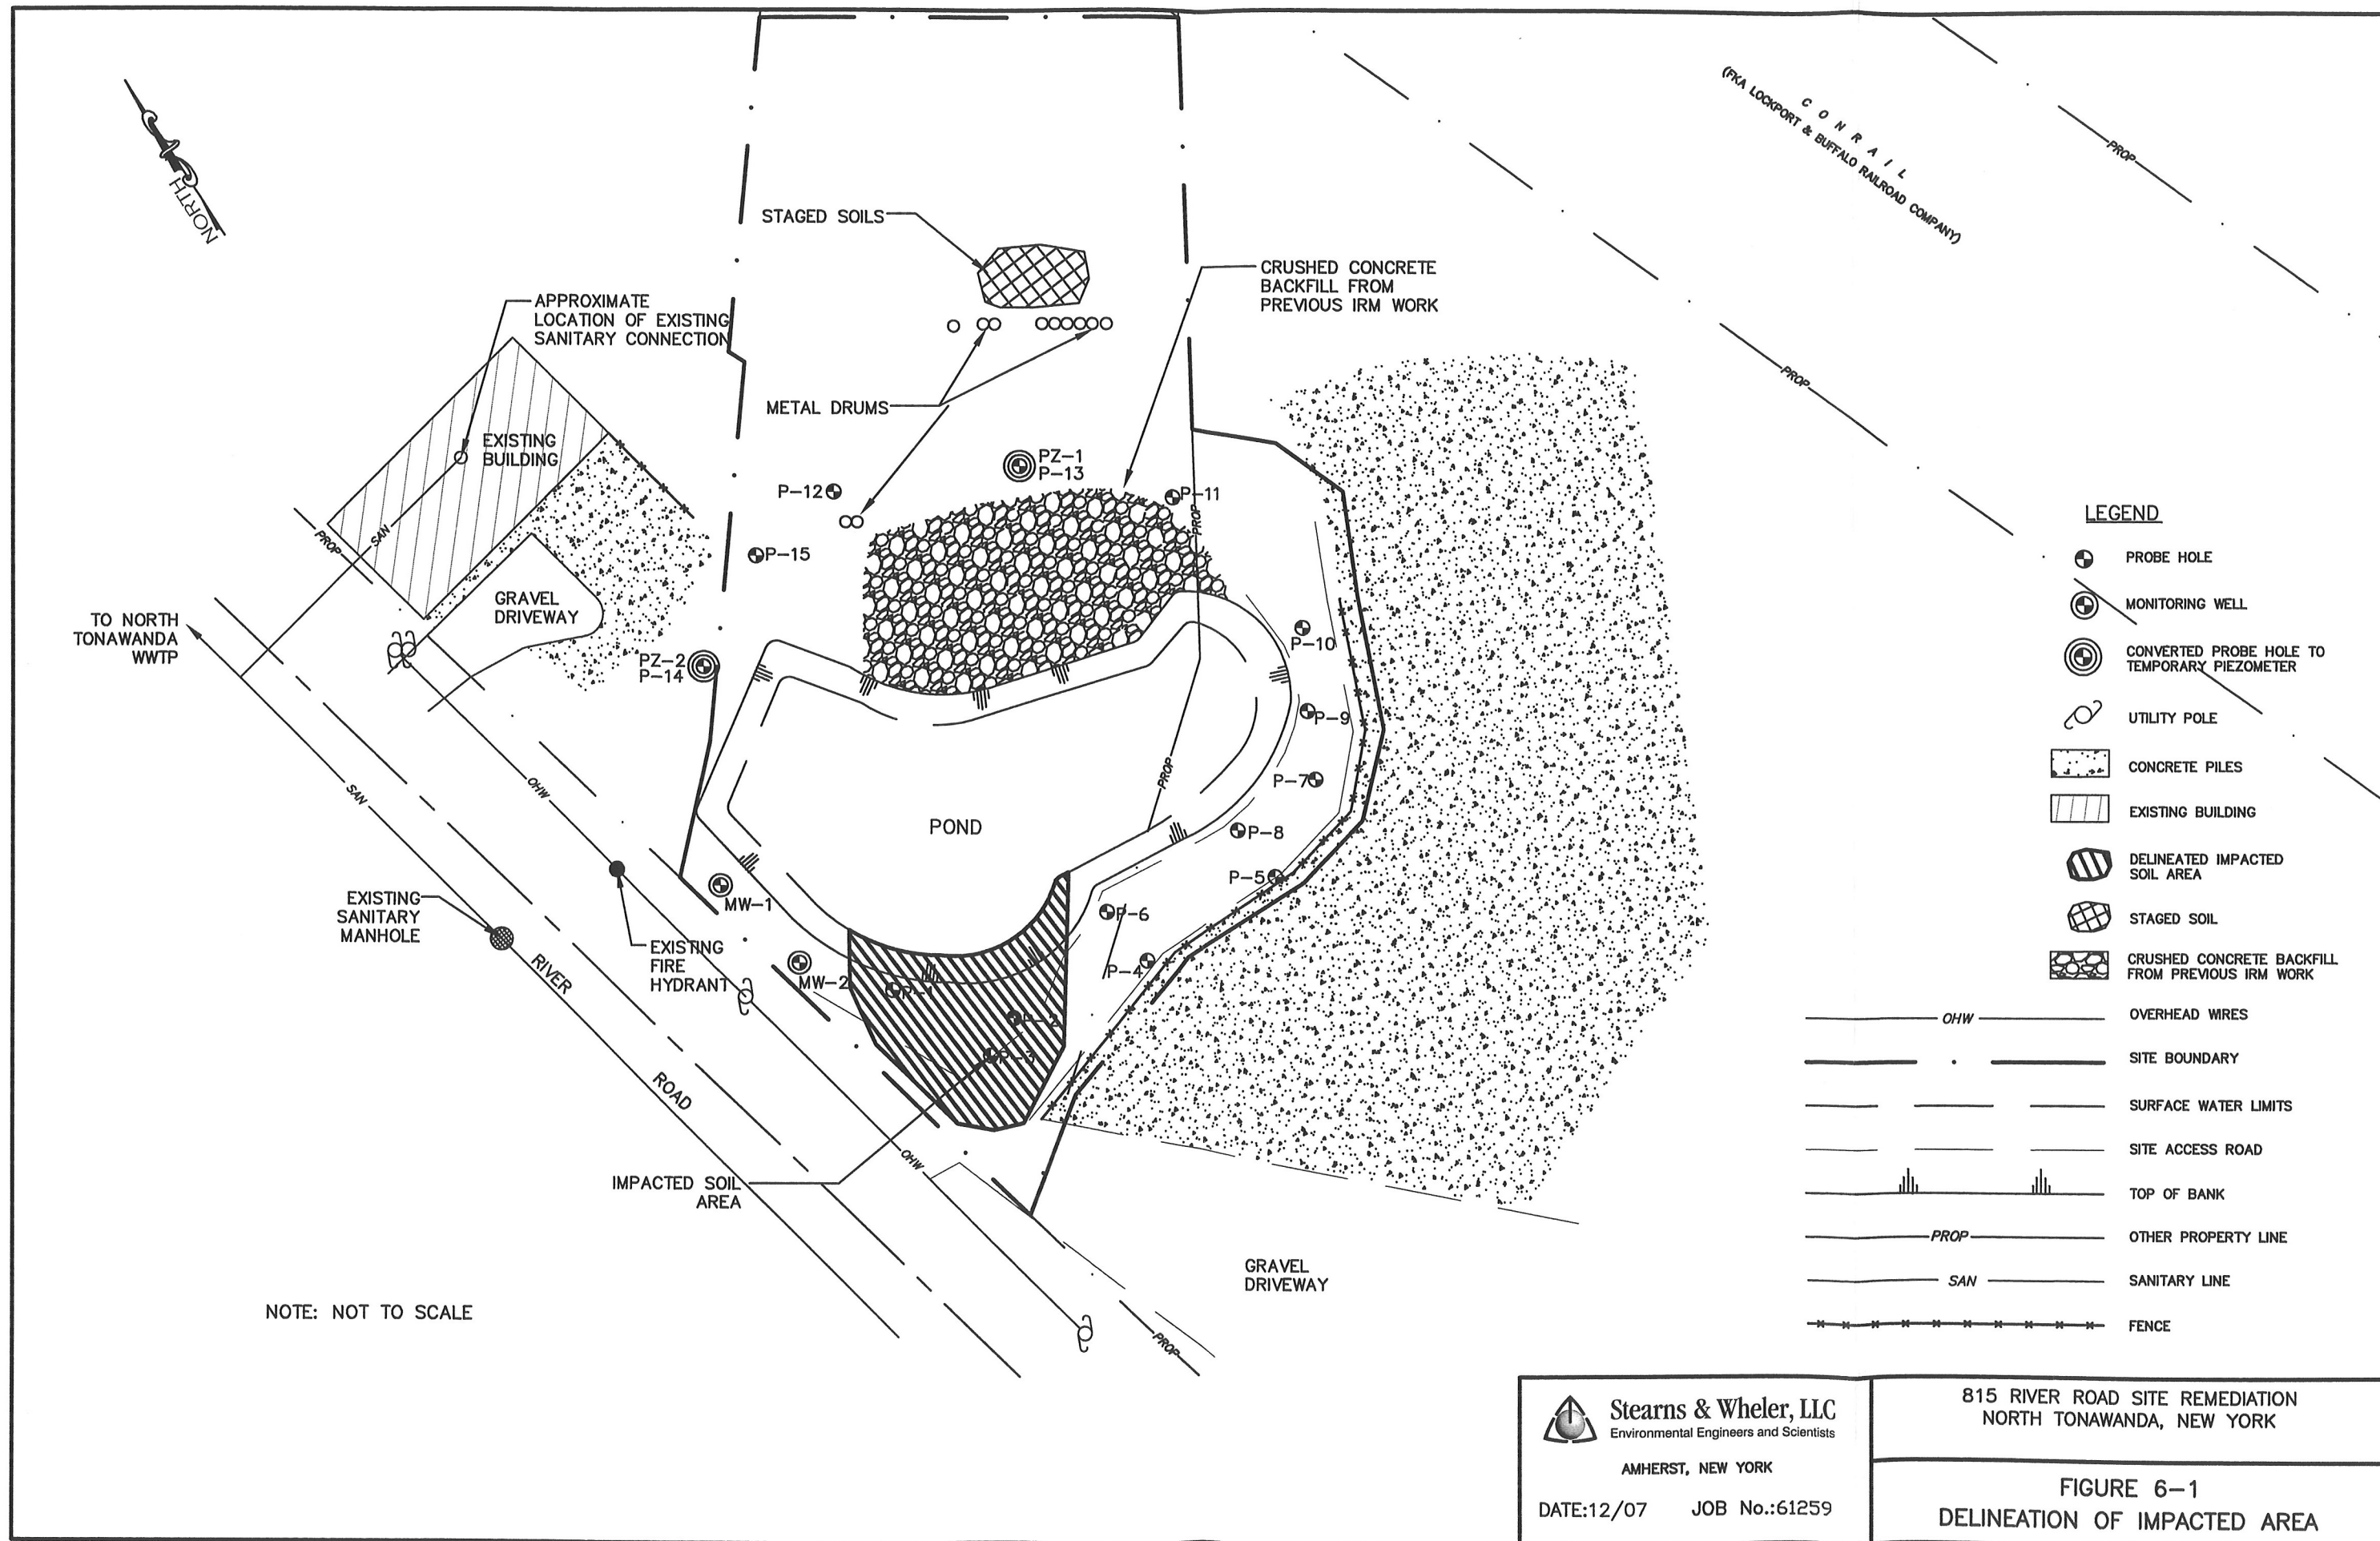 NORTH
(FKA LOCKPORT & BUFFALO RAILROAD COMPANY)
CONRAIL
PROP
PROP
STAGED SOILS
CRUSHED CONCRETE
BACKFILL FROM
PREVIOUS IRM WORK
APPROXIMATE
LOCATION OF EXISTING
SANITARY CONNECTION
METAL DRUMS
EXISTING
BUILDING
PZ-1
P-13
P-12
P-11
PROP
SAN
PROP
P-15
GRAVEL
DRIVEWAY
TO NORTH
TONAWANDA
WWTP
PZ-2
P-14
P-10
P-9
PROP
P-7
OHW
SAN
POND
P-8
P-5
MW-1
P-6
EXISTING
SANITARY
MANHOLE
EXISTING
FIRE
HYDRANT
RIVER
ROAD
MW-2
P-4
P-1
P-2
P-3
OHW
IMPACTED SOIL
AREA
GRAVEL
DRIVEWAY
PROP
NOTE: NOT TO SCALE
LEGEND
PROBE HOLE
MONITORING WELL
CONVERTED PROBE HOLE TO
TEMPORARY PIEZOMETER
UTILITY POLE
CONCRETE PILES
EXISTING BUILDING
DELINEATED IMPACTED
SOIL AREA
STAGED SOIL
CRUSHED CONCRETE BACKFILL
FROM PREVIOUS IRM WORK
OHW OVERHEAD WIRES
SITE BOUNDARY
SURFACE WATER LIMITS
SITE ACCESS ROAD
TOP OF BANK
PROP OTHER PROPERTY LINE
SAN SANITARY LINE
FENCE
Stearns & Wheler, LLC
Environmental Engineers and Scientists
AMHERST, NEW YORK
DATE:12/07 JOB No.:61259
815 RIVER ROAD SITE REMEDIATION
NORTH TONAWANDA, NEW YORK
FIGURE 6-1
DELINEATION OF IMPACTED AREA